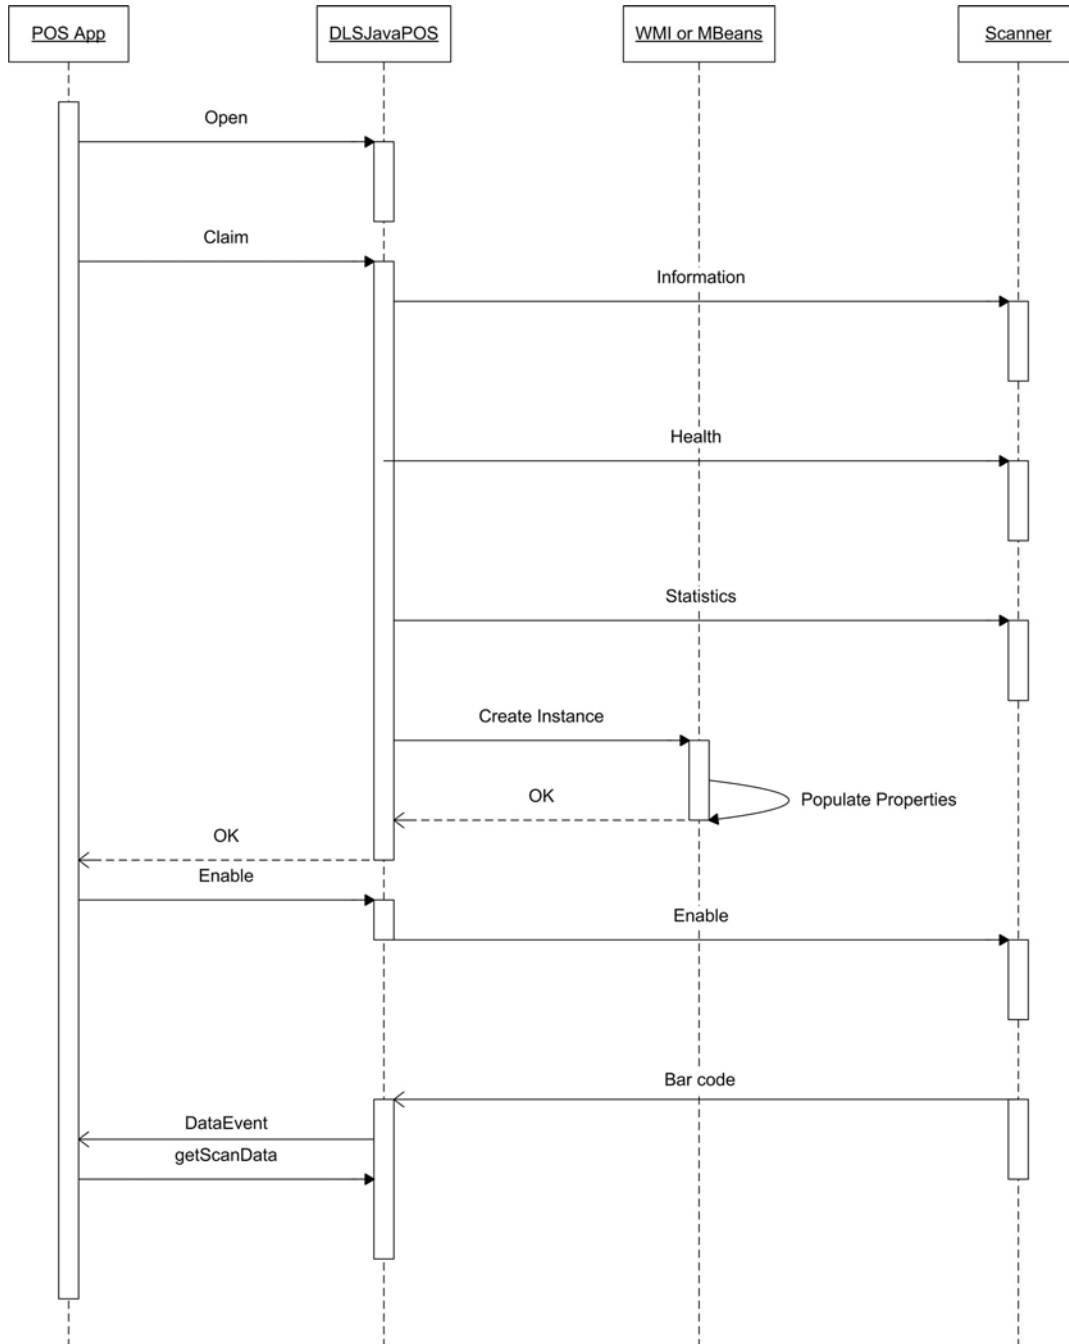 POS App
DLSJavaPOS
WMI or MBeans
Scanner
Open
Claim
Information
Health
Statistics
Create Instance
OK
Populate Properties
OK
Enable
Enable
Bar code
DataEvent
getScanData